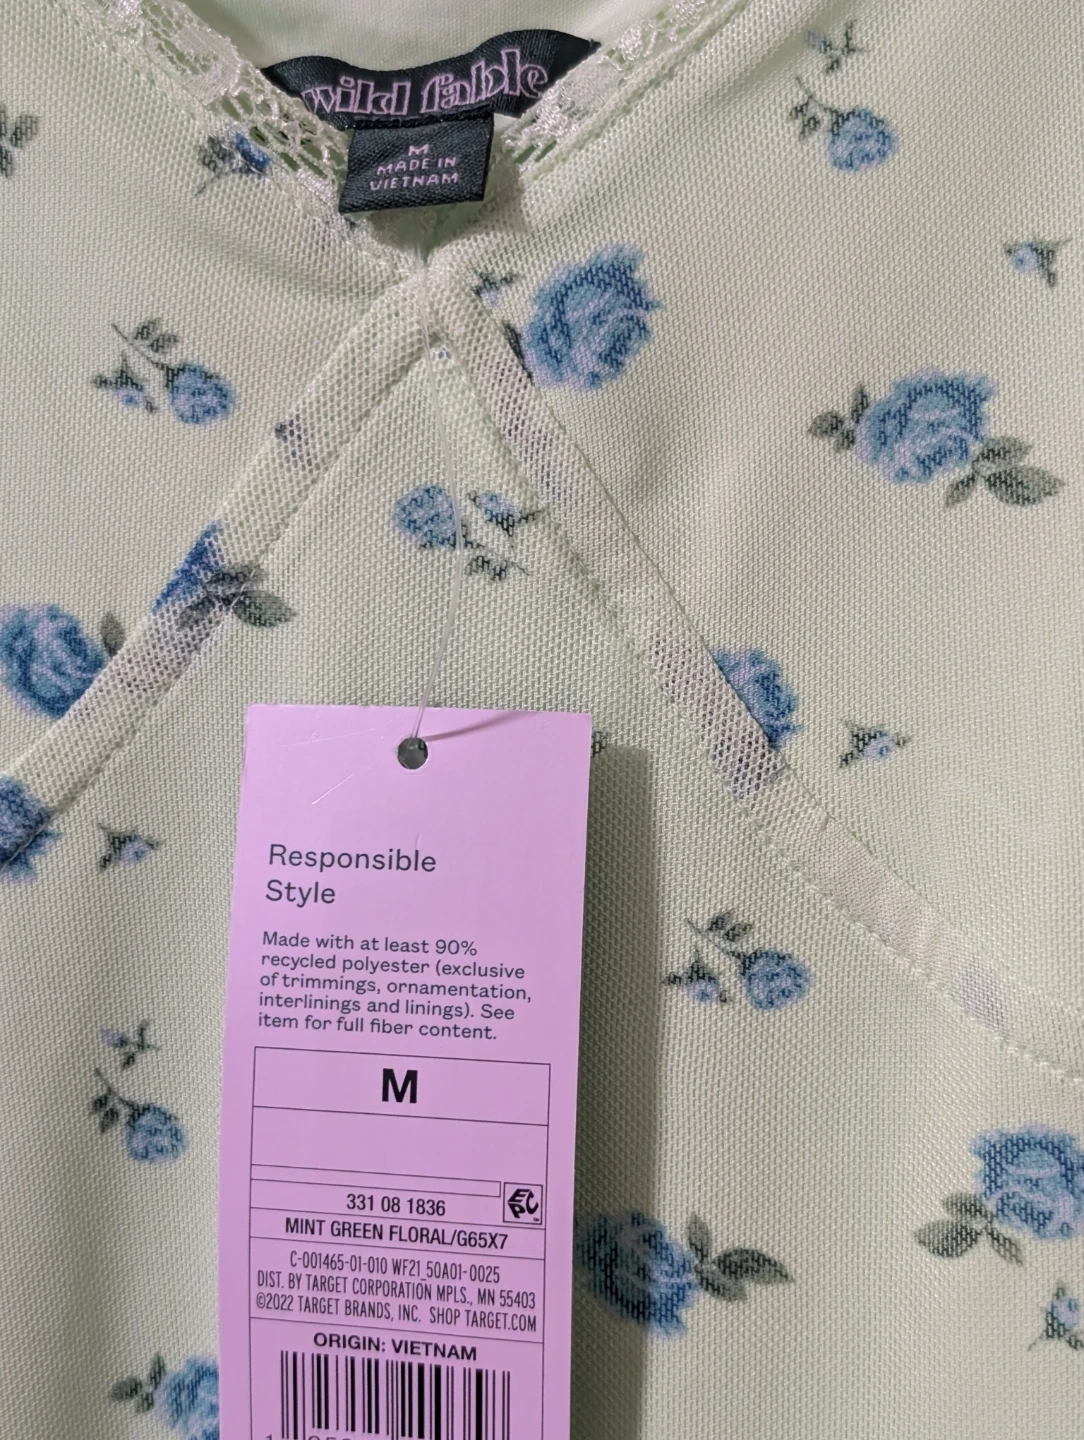 wild fable
M
MADE IN
VIETNAM
Responsible
Style
Made with at least 90%
recycled polyester (exclusive
of trimmings, ornamentation,
interlinings and linings). See
item for full fiber content.
M
331 08 1836
EPC™
MINT GREEN FLORAL/G65X7
C-001465-01-010 WF21_50A01-0025
DIST. BY TARGET CORPORATION MPLS., MN 55403
©2022 TARGET BRANDS, INC. SHOP TARGET.COM
ORIGIN: VIETNAM